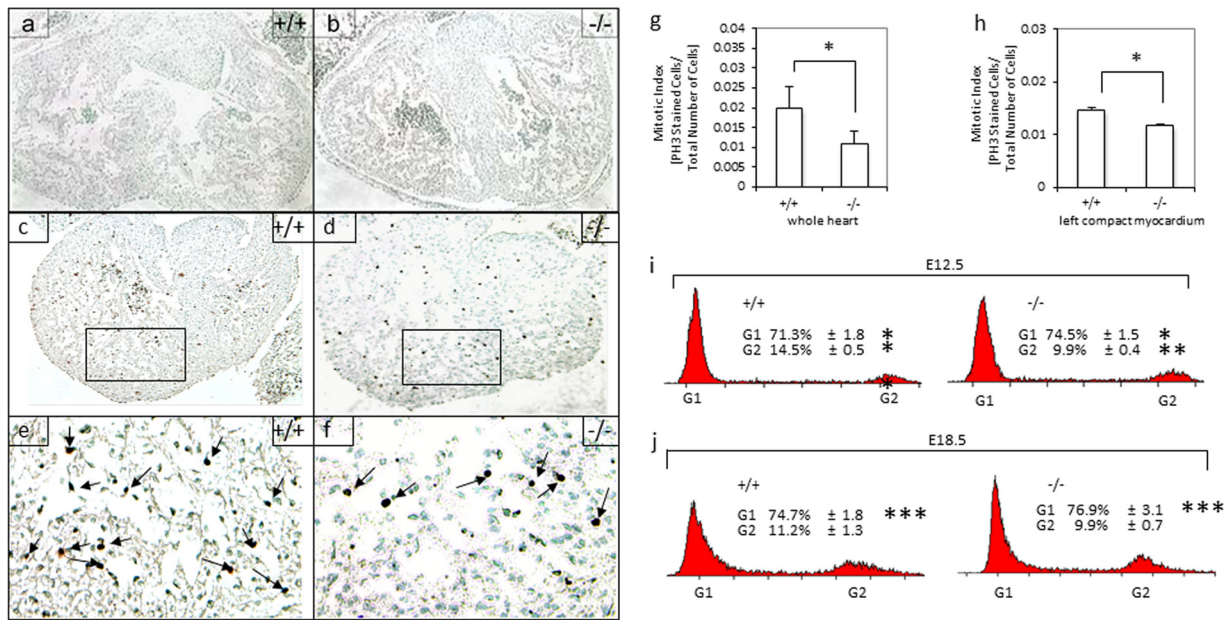 a +/+
b -/-
c +/+
d -/-
e +/+
f -/-
g
Mitotic Index
[PH3 Stained Cells/
Total Number of Cells]
0.04
0.035
0.03
0.025
0.020
0.015
0.01
0.005
0
*
+/+ -/-
whole heart
h
Mitotic Index
[PH3 Stained Cells/
Total Number of Cells]
0.03
0.02
0.01
0
*
+/+ -/-
left compact myocardium
i
E12.5
+/+
G1 71.3% ± 1.8 *
G2 14.5% ± 0.5 *
*
G1 G2
-/-
G1 74.5% ± 1.5 *
G2 9.9% ± 0.4 **
G1 G2
j
E18.5
+/+
G1 74.7% ± 1.8 ***
G2 11.2% ± 1.3
G1 G2
-/-
G1 76.9% ± 3.1 ***
G2 9.9% ± 0.7
G1 G2